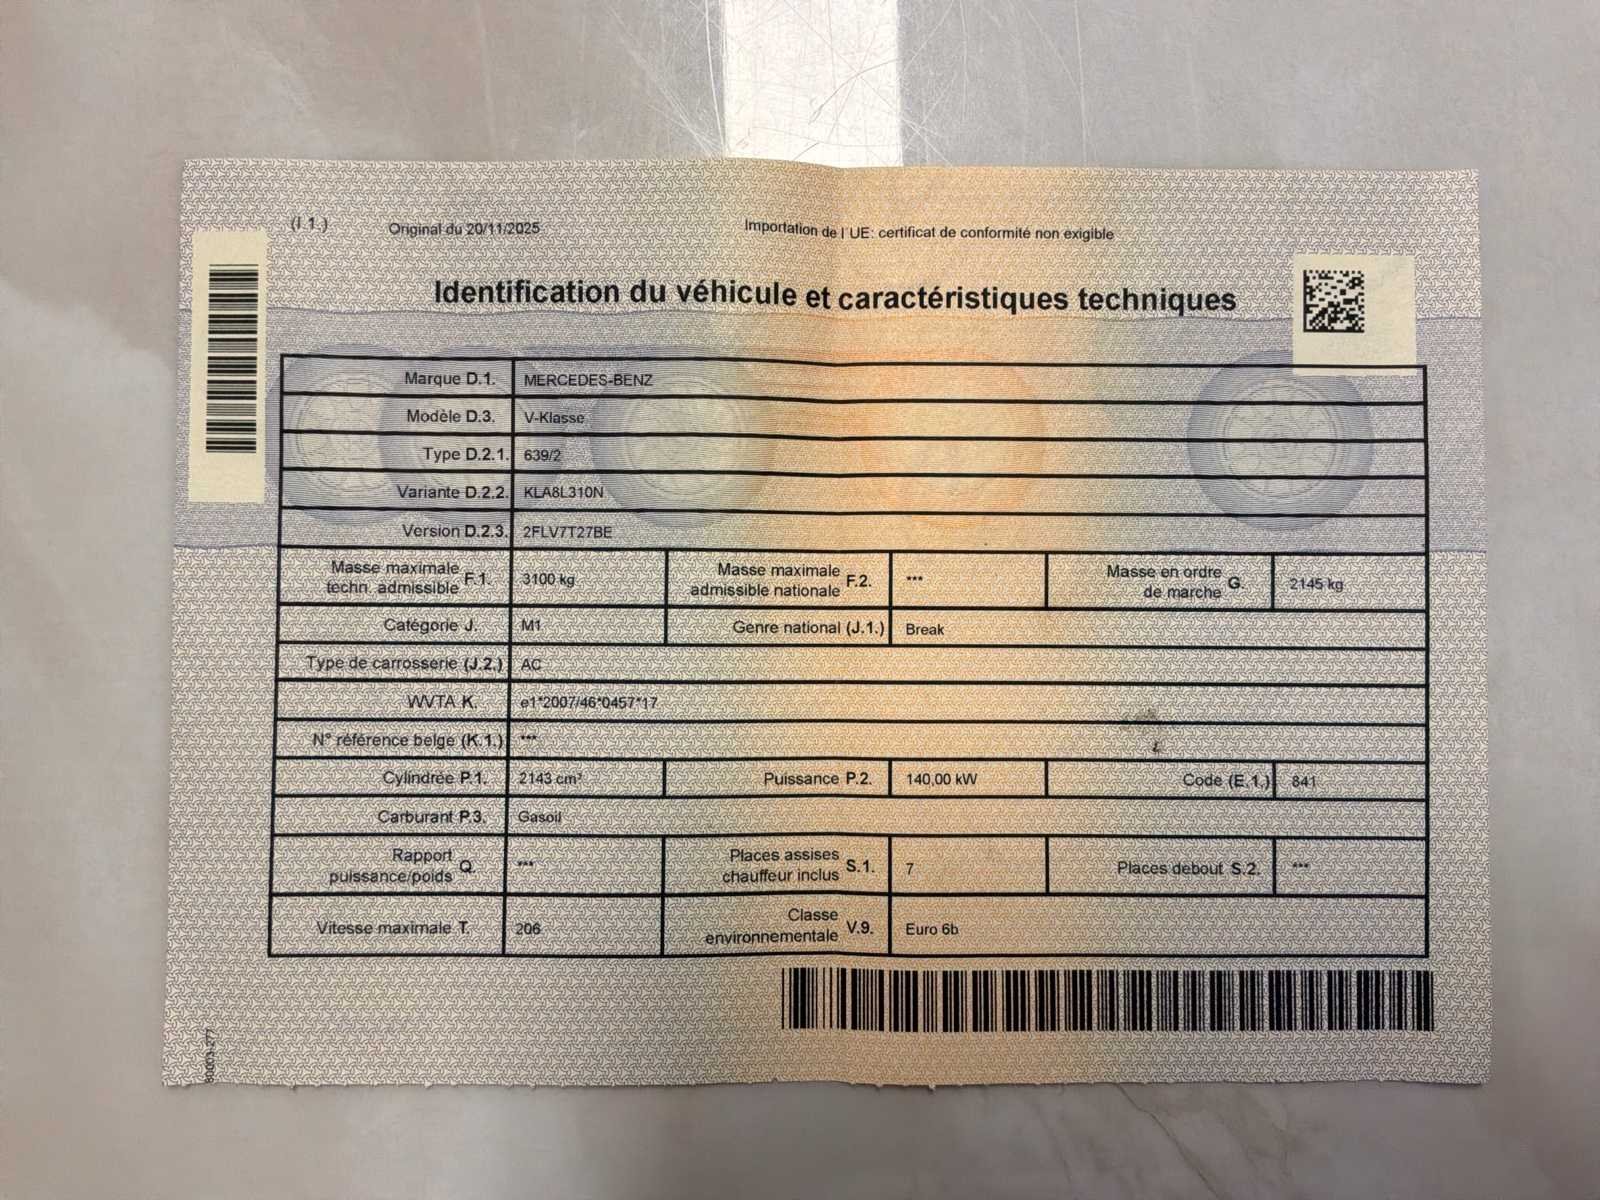 (I.1.) Original du 20/11/2025 Importation de l'UE: certificat de conformité non exigible
Identification du véhicule et caractéristiques techniques
Marque D.1. MERCEDES-BENZ
Modèle D.3. V-Klasse
Type D.2.1. 639/2
Variante D.2.2. KLA8L310N
Version D.2.3. 2FLV7T27BE
Masse maximale techn. admissible F.1. 3100 kg Masse maximale admissible nationale F.2. *** Masse en ordre de marche G. 2145 kg
Catégorie J. M1 Genre national (J.1.) Break
Type de carrosserie (J.2.) AC
WVTA K. e1*2007/46*0457*17
N° référence belge (K.1.) ***
Cylindrée P.1. 2143 cm³ Puissance P.2. 140,00 kW Code (E.1.) 841
Carburant P.3. Gasoil
Rapport puissance/poids Q. *** Places assises chauffeur inclus S.1. 7 Places debout S.2. ***
Vitesse maximale T. 206 Classe environnementale V.9. Euro 6b